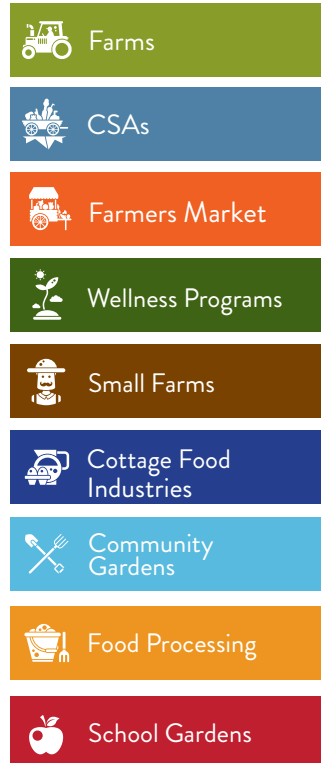 Farms
CSAs
Farmers Market
Wellness Programs
Small Farms
Cottage Food
Industries
Community
Gardens
Food Processing
School Gardens